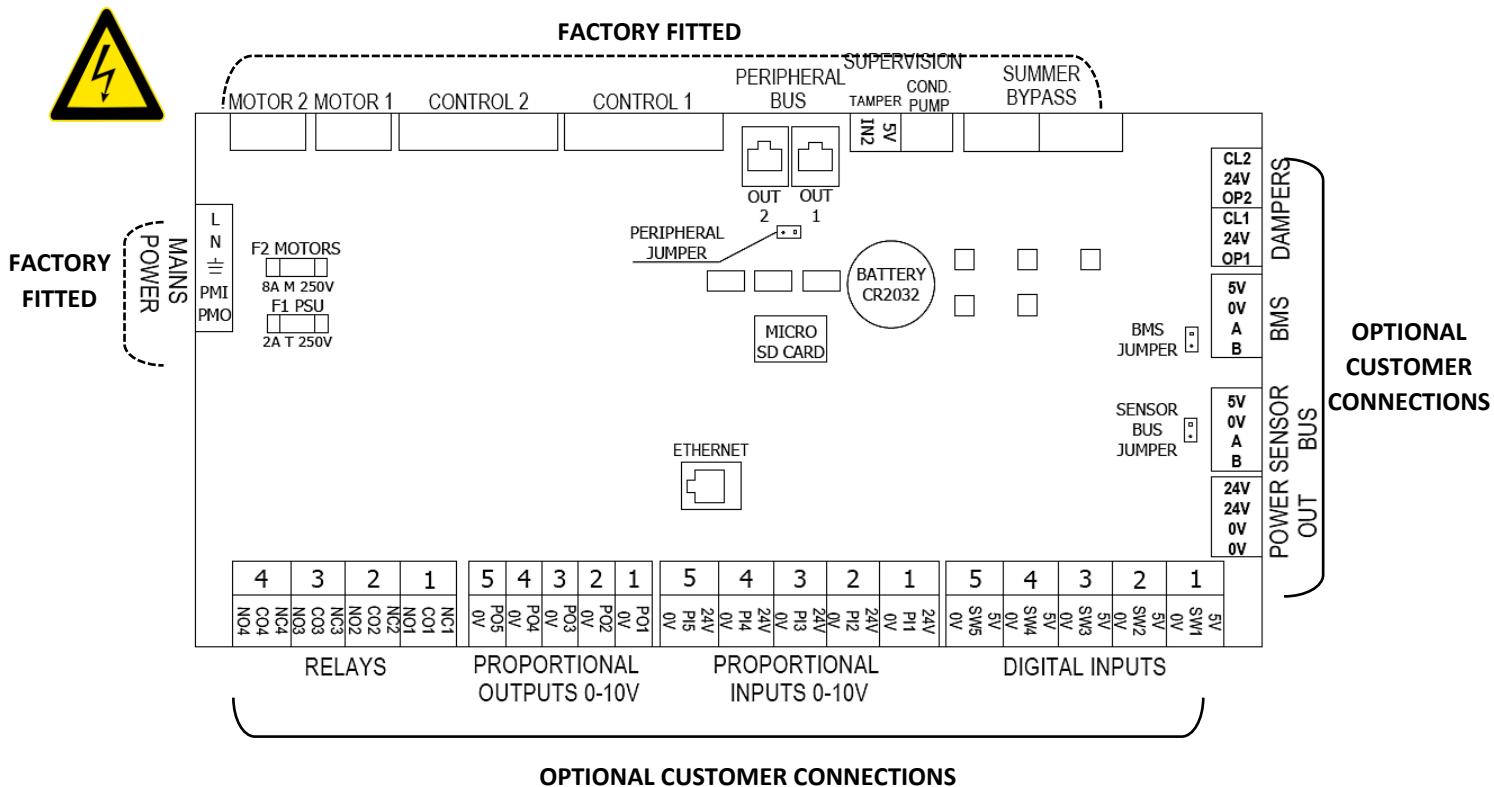 FACTORY FITTED
SUPERVISION
PERIPHERAL
BUS
TAMPER
COND.
PUMP
SUMMER
BYPASS
MOTOR 2
MOTOR 1
CONTROL 2
CONTROL 1
IN2
5V
OUT
2
OUT
1
PERIPHERAL
JUMPER
FACTORY
FITTED
MAINS
POWER
L
N
PMI
PMO
F2 MOTORS
8A M 250V
F1 PSU
2A T 250V
BATTERY
CR2032
MICRO
SD CARD
ETHERNET
BMS
JUMPER
SENSOR
BUS
JUMPER
CL2
24V
OP2
CL1
24V
OP1
DAMPERS
5V
0V
A
B
BMS
5V
0V
A
B
SENSOR
BUS
24V
24V
0V
0V
POWER
OUT
OPTIONAL
CUSTOMER
CONNECTIONS
4 3 2 1
NO4 CO4 NC4 NO3 CO3 NC3 NO2 CO2 NC2 NO1 CO1 NC1
RELAYS
5 4 3 2 1
0V PO5 0V PO4 0V PO3 0V PO2 0V PO1
PROPORTIONAL
OUTPUTS 0-10V
5 4 3 2 1
0V PI5 24V 0V PI4 24V 0V PI3 24V 0V PI2 24V 0V PI1 24V
PROPORTIONAL
INPUTS 0-10V
5 4 3 2 1
0V SW5 5V 0V SW4 5V 0V SW3 5V 0V SW2 5V 0V SW1 5V
DIGITAL INPUTS
OPTIONAL CUSTOMER CONNECTIONS